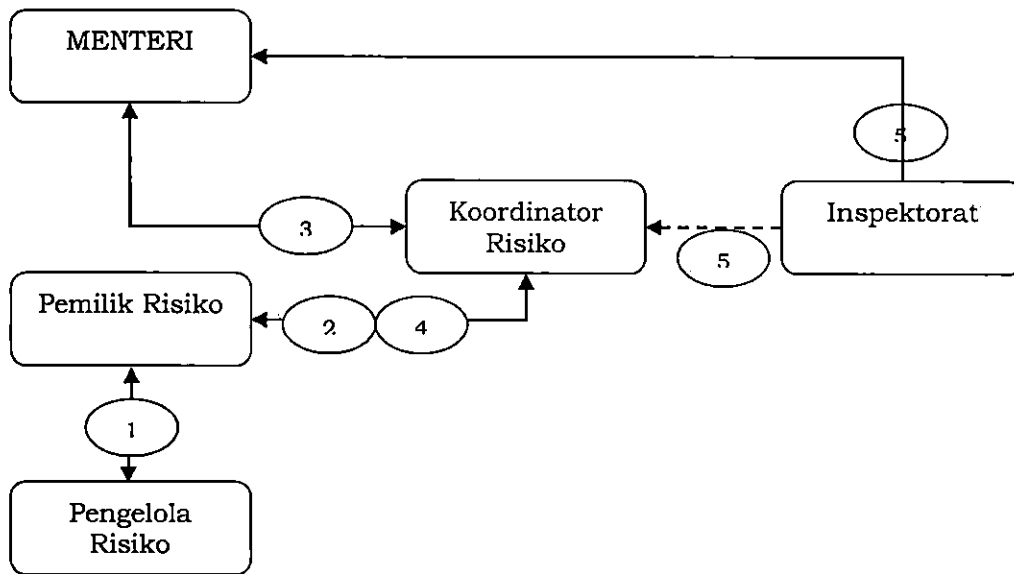 MENTERI
5
Koordinator
Risiko
Inspektorat
3
5
Pemilik Risiko
2
4
1
Pengelola
Risiko